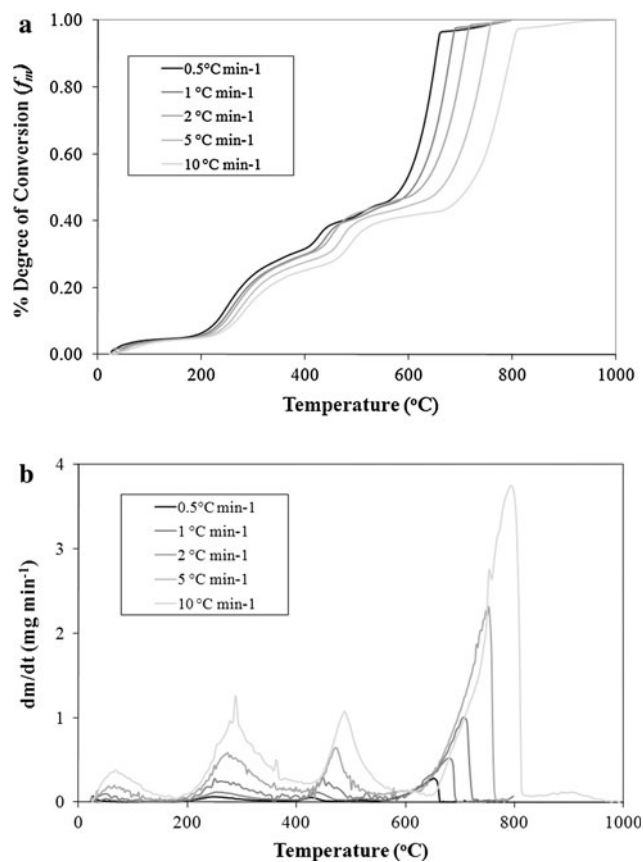 a
% Degree of Conversion (fm)
1.00
0.80
0.60
0.40
0.20
0.00
0.5°C min-1
1 °C min-1
2 °C min-1
5 °C min-1
10 °C min-1
0 200 400 600 800 1000
Temperature (°C)
b
dm/dt (mg min⁻¹)
4
3
2
1
0
0.5°C min-1
1 °C min-1
2 °C min-1
5 °C min-1
10 °C min-1
0 200 400 600 800 1000
Temperature (°C)